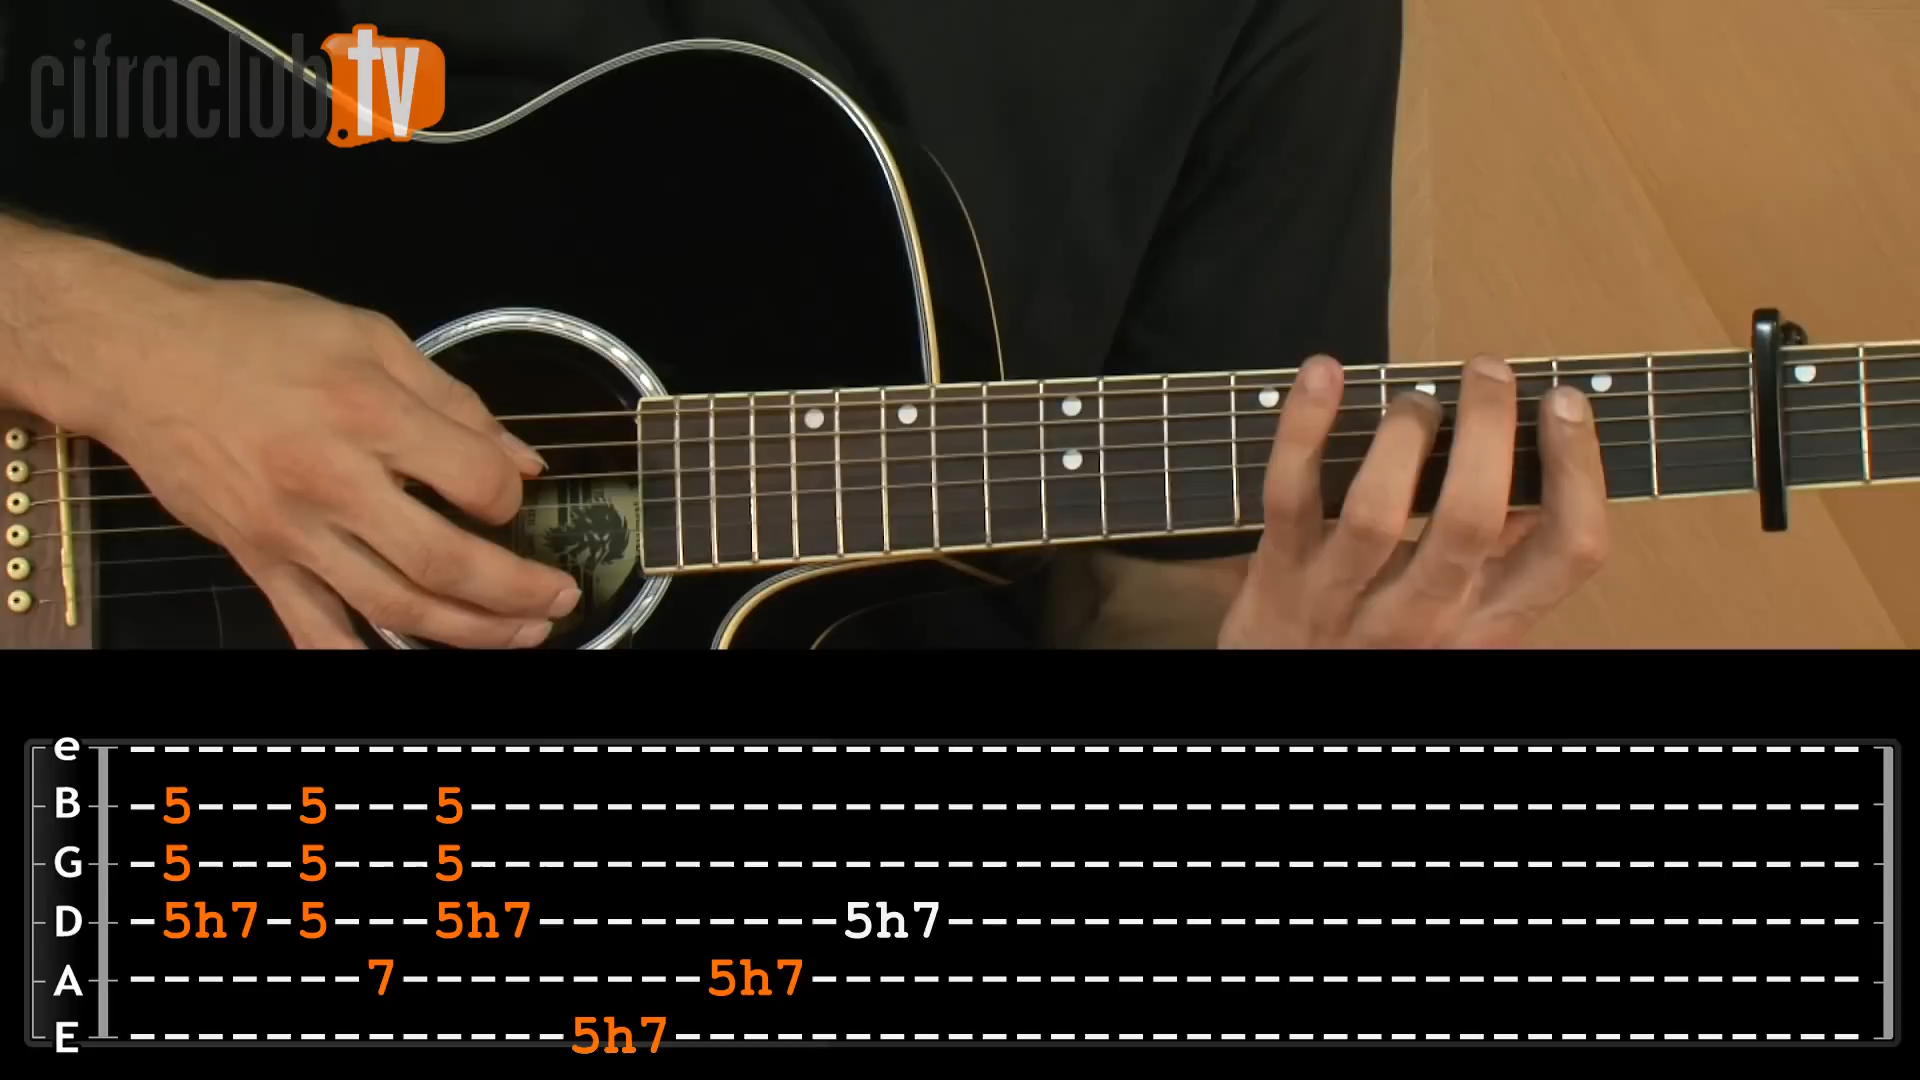 cifraclub.tv
e---------------------------------------------------
B-5---5---5-----------------------------------------
G-5---5---5-----------------------------------------
D-5h7-5---5h7---------5h7---------------------------
A-------7---------5h7-------------------------------
E-------------5h7-----------------------------------